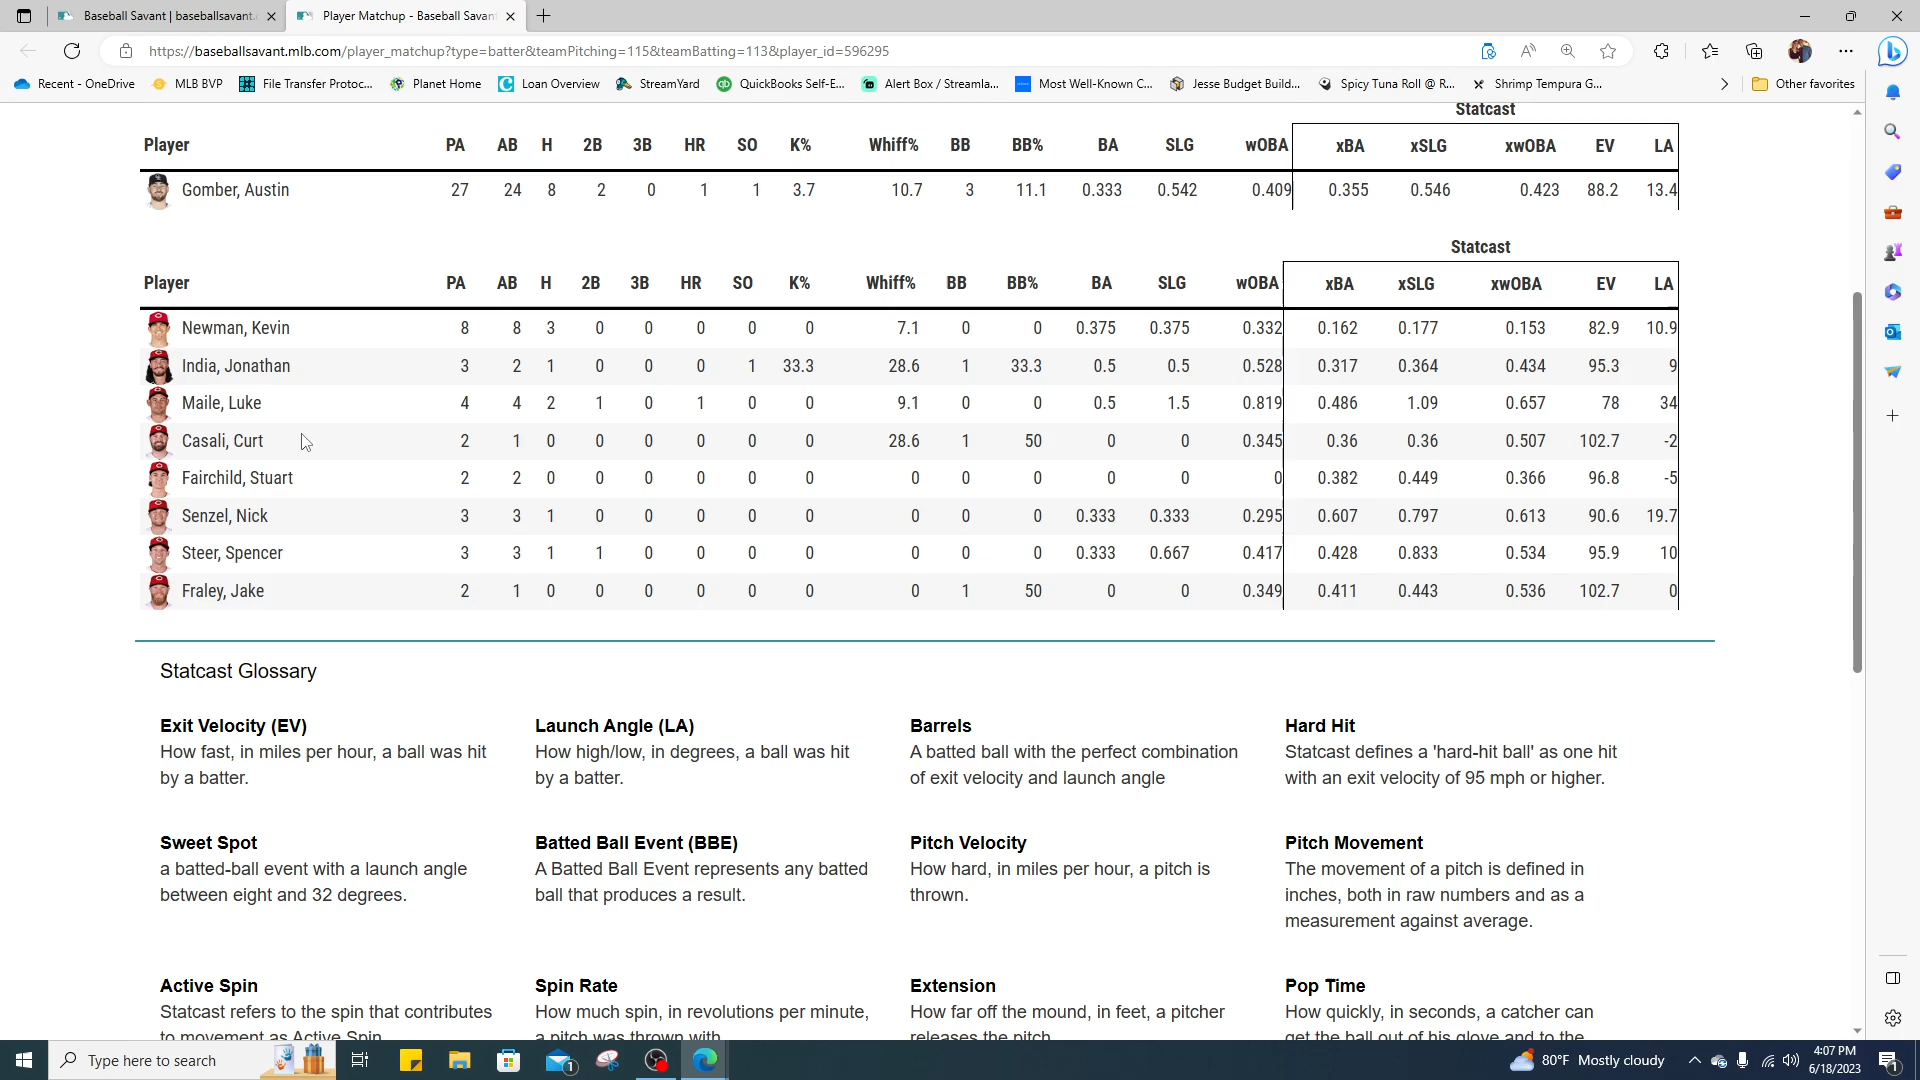 Baseball Savant | baseballsavant.
Player Matchup - Baseball Savant
https://baseballsavant.mlb.com/player_matchup?type=batter&teamPitching=115&teamBatting=113&player_id=596295
Recent - OneDrive MLB BVP File Transfer Protoc... Planet Home Loan Overview StreamYard QuickBooks Self-E... Alert Box / Streamla... Most Well-Known C... Jesse Budget Build... Spicy Tuna Roll @ R... Shrimp Tempura G... Other favorites
Statcast
Player PA AB H 2B 3B HR SO K% Whiff% BB BB% BA SLG wOBA xBA xSLG xwOBA EV LA
Gomber, Austin 27 24 8 2 0 1 1 3.7 10.7 3 11.1 0.333 0.542 0.409 0.355 0.546 0.423 88.2 13.4
Statcast
Player PA AB H 2B 3B HR SO K% Whiff% BB BB% BA SLG wOBA xBA xSLG xwOBA EV LA
Newman, Kevin 8 8 3 0 0 0 0 0 7.1 0 0 0.375 0.375 0.332 0.162 0.177 0.153 82.9 10.9
India, Jonathan 3 2 1 0 0 0 1 33.3 28.6 1 33.3 0.5 0.5 0.528 0.317 0.364 0.434 95.3 9
Maile, Luke 4 4 2 1 0 1 0 0 9.1 0 0 0.5 1.5 0.819 0.486 1.09 0.657 78 34
Casali, Curt 2 1 0 0 0 0 0 0 28.6 1 50 0 0 0.345 0.36 0.36 0.507 102.7 -2
Fairchild, Stuart 2 2 0 0 0 0 0 0 0 0 0 0 0 0 0.382 0.449 0.366 96.8 -5
Senzel, Nick 3 3 1 0 0 0 0 0 0 0 0 0.333 0.333 0.295 0.607 0.797 0.613 90.6 19.7
Steer, Spencer 3 3 1 1 0 0 0 0 0 0 0 0.333 0.667 0.417 0.428 0.833 0.534 95.9 10
Fraley, Jake 2 1 0 0 0 0 0 0 0 1 50 0 0 0.349 0.411 0.443 0.536 102.7 0
Statcast Glossary
Exit Velocity (EV)
How fast, in miles per hour, a ball was hit
by a batter.
Launch Angle (LA)
How high/low, in degrees, a ball was hit
by a batter.
Barrels
A batted ball with the perfect combination
of exit velocity and launch angle
Hard Hit
Statcast defines a 'hard-hit ball' as one hit
with an exit velocity of 95 mph or higher.
Sweet Spot
a batted-ball event with a launch angle
between eight and 32 degrees.
Batted Ball Event (BBE)
A Batted Ball Event represents any batted
ball that produces a result.
Pitch Velocity
How hard, in miles per hour, a pitch is
thrown.
Pitch Movement
The movement of a pitch is defined in
inches, both in raw numbers and as a
measurement against average.
Active Spin
Statcast refers to the spin that contributes
to movement as Active Spin
Spin Rate
How much spin, in revolutions per minute,
a pitch was thrown with
Extension
How far off the mound, in feet, a pitcher
releases the pitch
Pop Time
How quickly, in seconds, a catcher can
get the ball out of his glove and to the
Type here to search
1
80°F Mostly cloudy
4:07 PM
6/18/2023
1